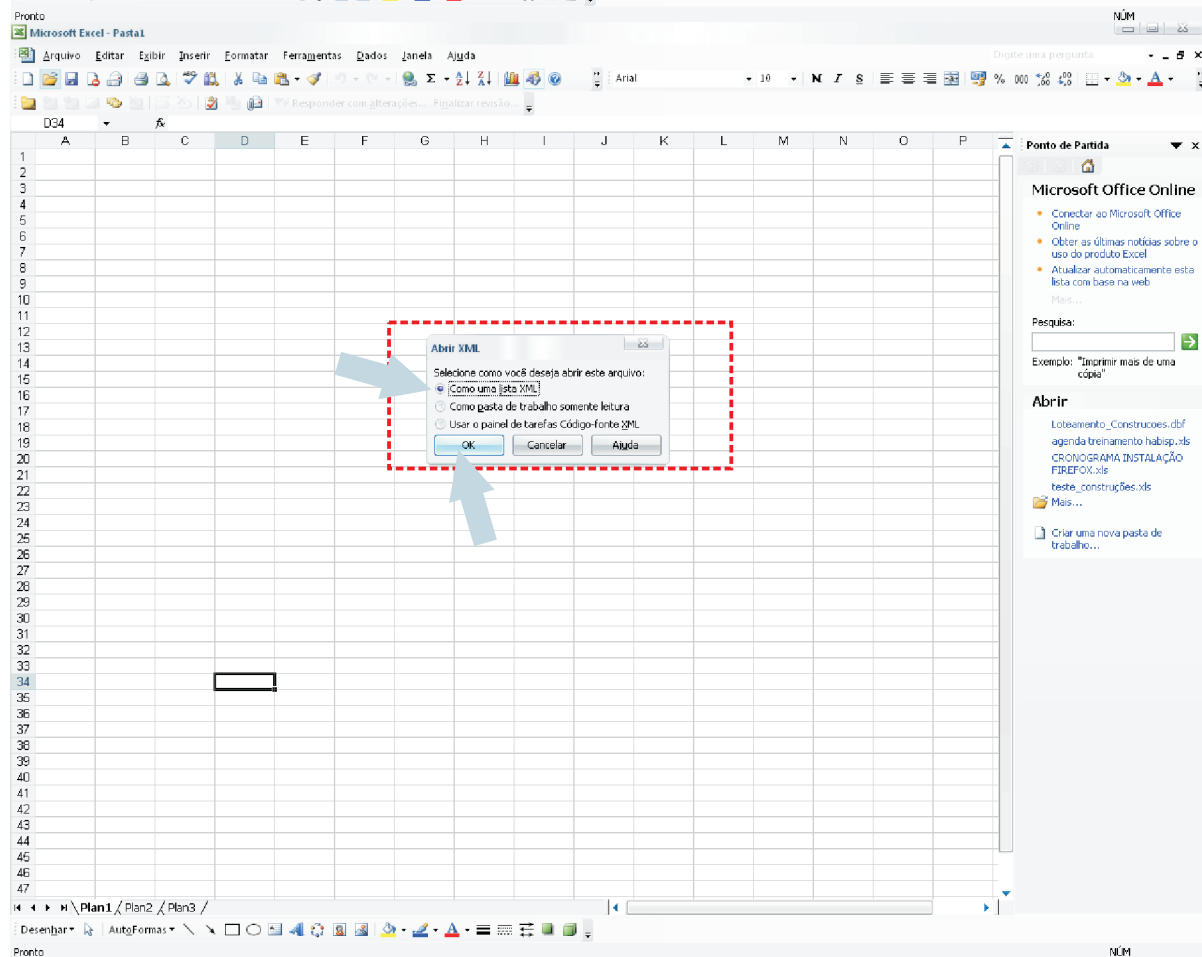 Pronto NÚM
Microsoft Excel - Pasta1
Arquivo Editar Exibir Inserir Formatar Ferramentas Dados Janela Ajuda Digite uma pergunta
Arial 10 N I S % 000
Responder com alterações... Finalizar revisão...
D34 fx
A B C D E F G H I J K L M N O P
Ponto de Partida
1
2
3
4
5
6
7
8
9
10
11
12
13
14
15
16
17
18
19
20
21
22
23
24
25
26
27
28
29
30
31
32
33
34
35
36
37
38
39
40
41
42
43
44
45
46
47
Abrir XML
Selecione como você deseja abrir este arquivo:
Como uma lista XML
Como pasta de trabalho somente leitura
Usar o painel de tarefas Código-fonte XML
OK Cancelar Ajuda
Microsoft Office Online
Conectar ao Microsoft Office
Online
Obter as últimas notícias sobre o
uso do produto Excel
Atualizar automaticamente esta
lista com base na web
Mais...
Pesquisa:
Exemplo: "Imprimir mais de uma
cópia"
Abrir
Loteamento_Construcoes.dbf
agenda treinamento habisp.xls
CRONOGRAMA INSTALAÇÃO
FIREFOX.xls
teste_construções.xls
Mais...
Criar uma nova pasta de
trabalho...
Plan1 Plan2 Plan3
Desenhar AutoFormas
Pronto NÚM